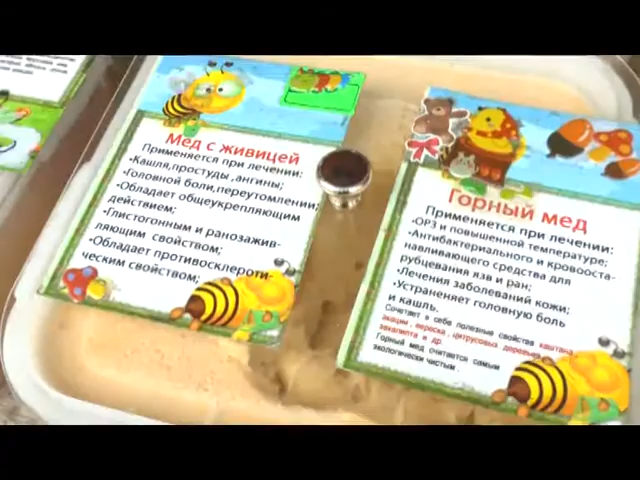 Мед с живицей
Применяется при лечении:
•Кашля,простуды ,ангины;
•Головной боли,переутомлении;
•Обладает общеукрепляющим
действием;
•Глистогонным и ранозажив-
ляющим свойством;
•Обладает противосклероти-
ческим свойством;
Горный мед
Применяется при лечении:
•ОРЗ и повышенной температуре;
•Антибактериального и кровооста-
навливающего средства для
рубцевания язв и ран;
•Лечения заболеваний кожи;
•Устраненяет головную боль
и кашль.
Сочетает в себе полезные свойства каштана,
акации , вереска , цитрусовых деревьев,
эвкалипта и др.
Горный мед считается самым
экологически чистым.